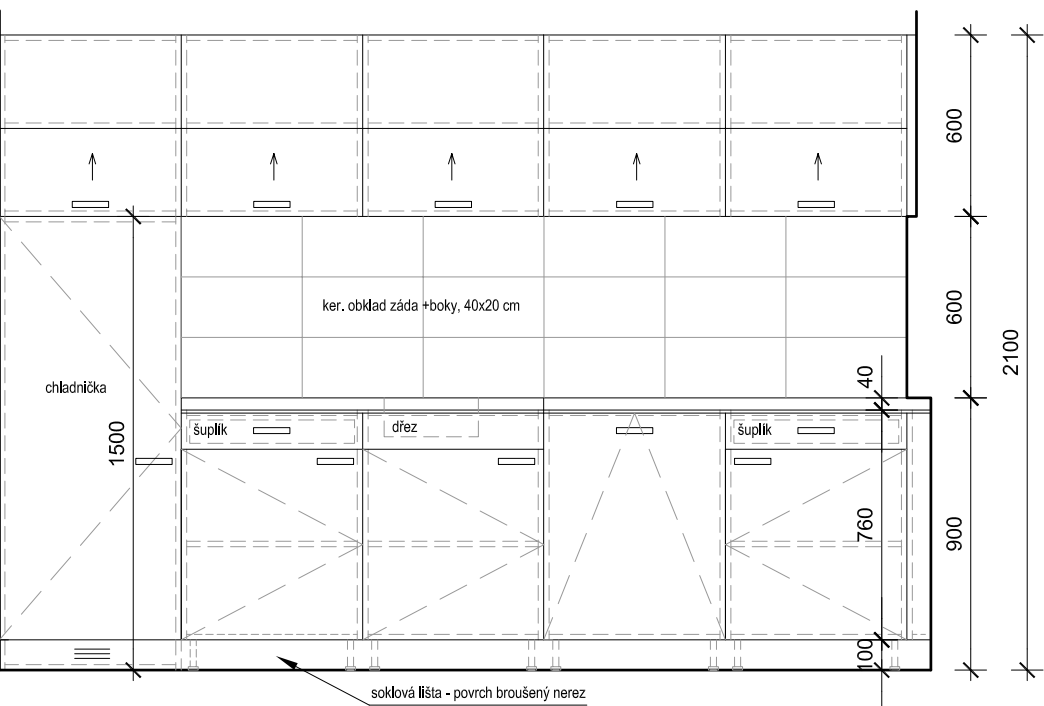 600
ker. obklad záda +boky, 40x20 cm
600
2100
chladnička
40
1500
šuplík
dřez
šuplík
760
900
100
soklová lišta - povrch broušený nerez